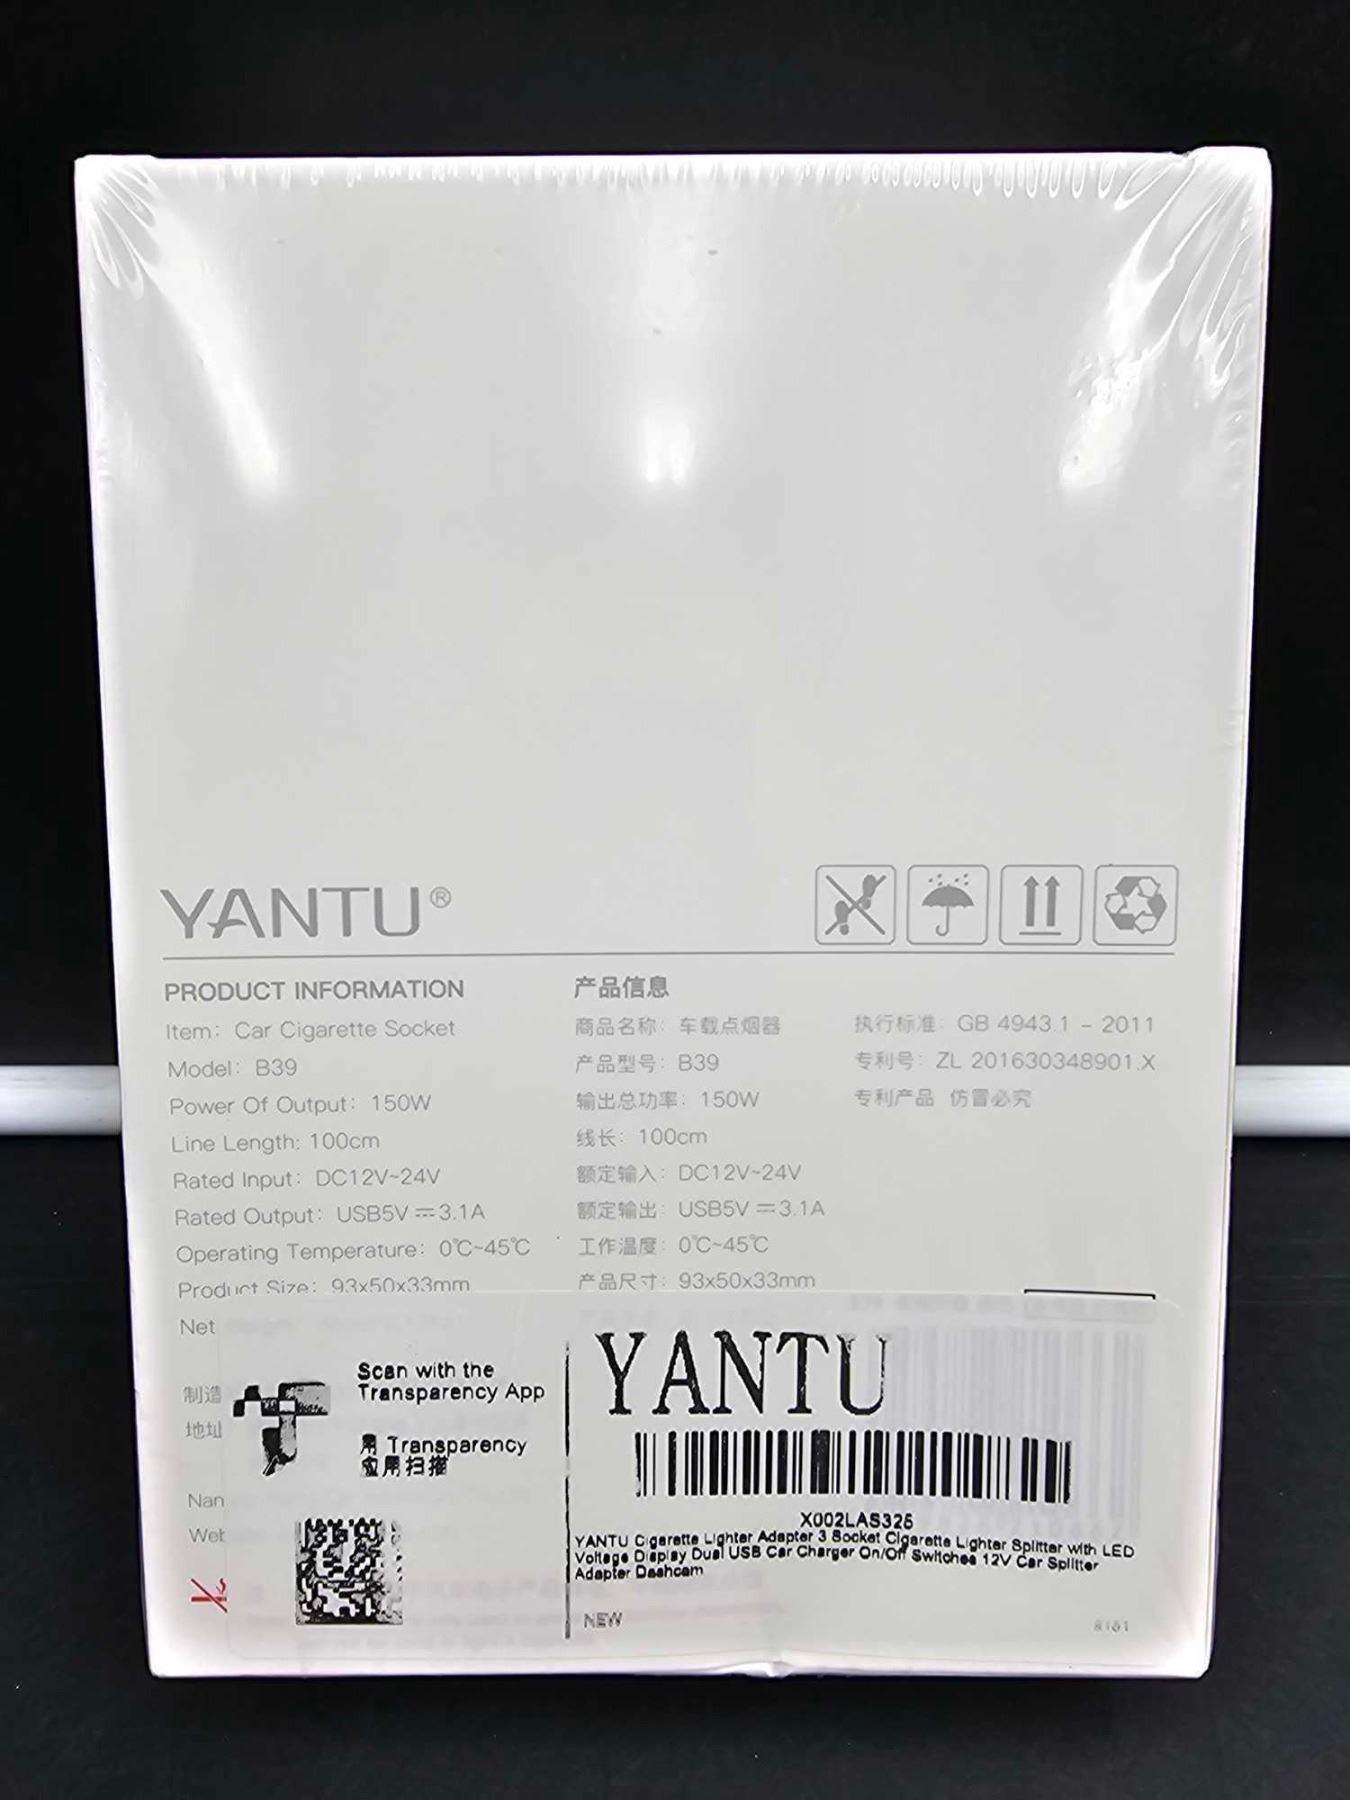 YANTU®
PRODUCT INFORMATION
Item: Car Cigarette Socket
Model: B39
Power Of Output: 150W
Line Length: 100cm
Rated Input: DC12V~24V
Rated Output: USB5V⎓3.1A
Operating Temperature: 0℃~45℃
Product Size: 93x50x33mm
Net
制造
地址
Nan
Web
产品信息
商品名称: 车载点烟器
产品型号: B39
输出总功率: 150W
线长: 100cm
额定输入: DC12V~24V
额定输出: USB5V⎓3.1A
工作温度: 0℃~45℃
产品尺寸: 93x50x33mm
执行标准: GB 4943.1 - 2011
专利号: ZL 201630348901.X
专利产品 仿冒必究
Scan with the
Transparency App
用 Transparency
应用扫描
YANTU
X002LAS325
YANTU Cigarette Lighter Adapter 3 Socket Cigarette Lighter Splitter with LED
Voltage Display Dual USB Car Charger On/Off Switches 12V Car Splitter
Adapter Dashcam
NEW